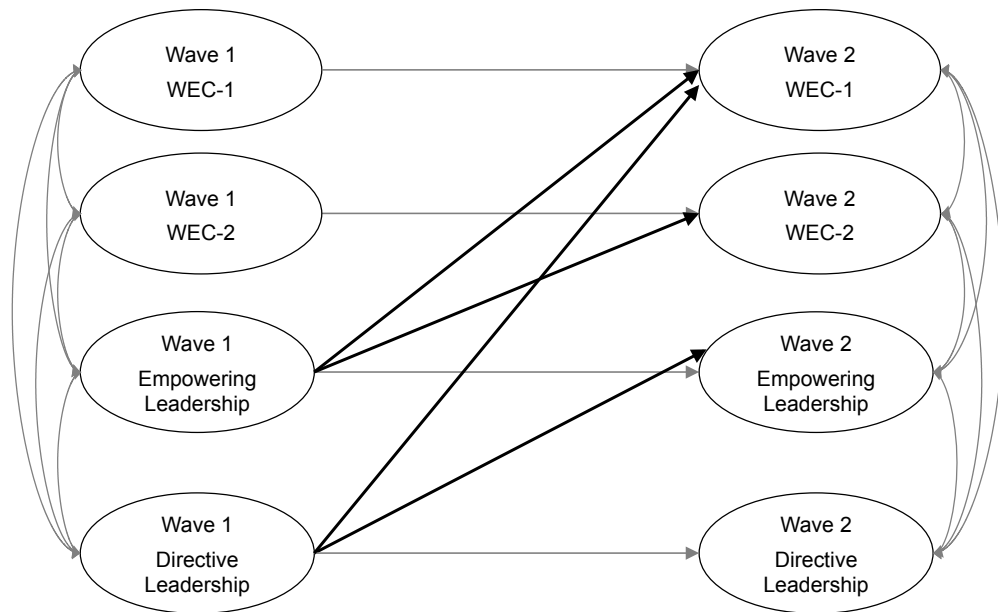 Wave 1
WEC-1
Wave 2
WEC-1
Wave 1
WEC-2
Wave 2
WEC-2
Wave 1
Empowering
Leadership
Wave 2
Empowering
Leadership
Wave 1
Directive
Leadership
Wave 2
Directive
Leadership